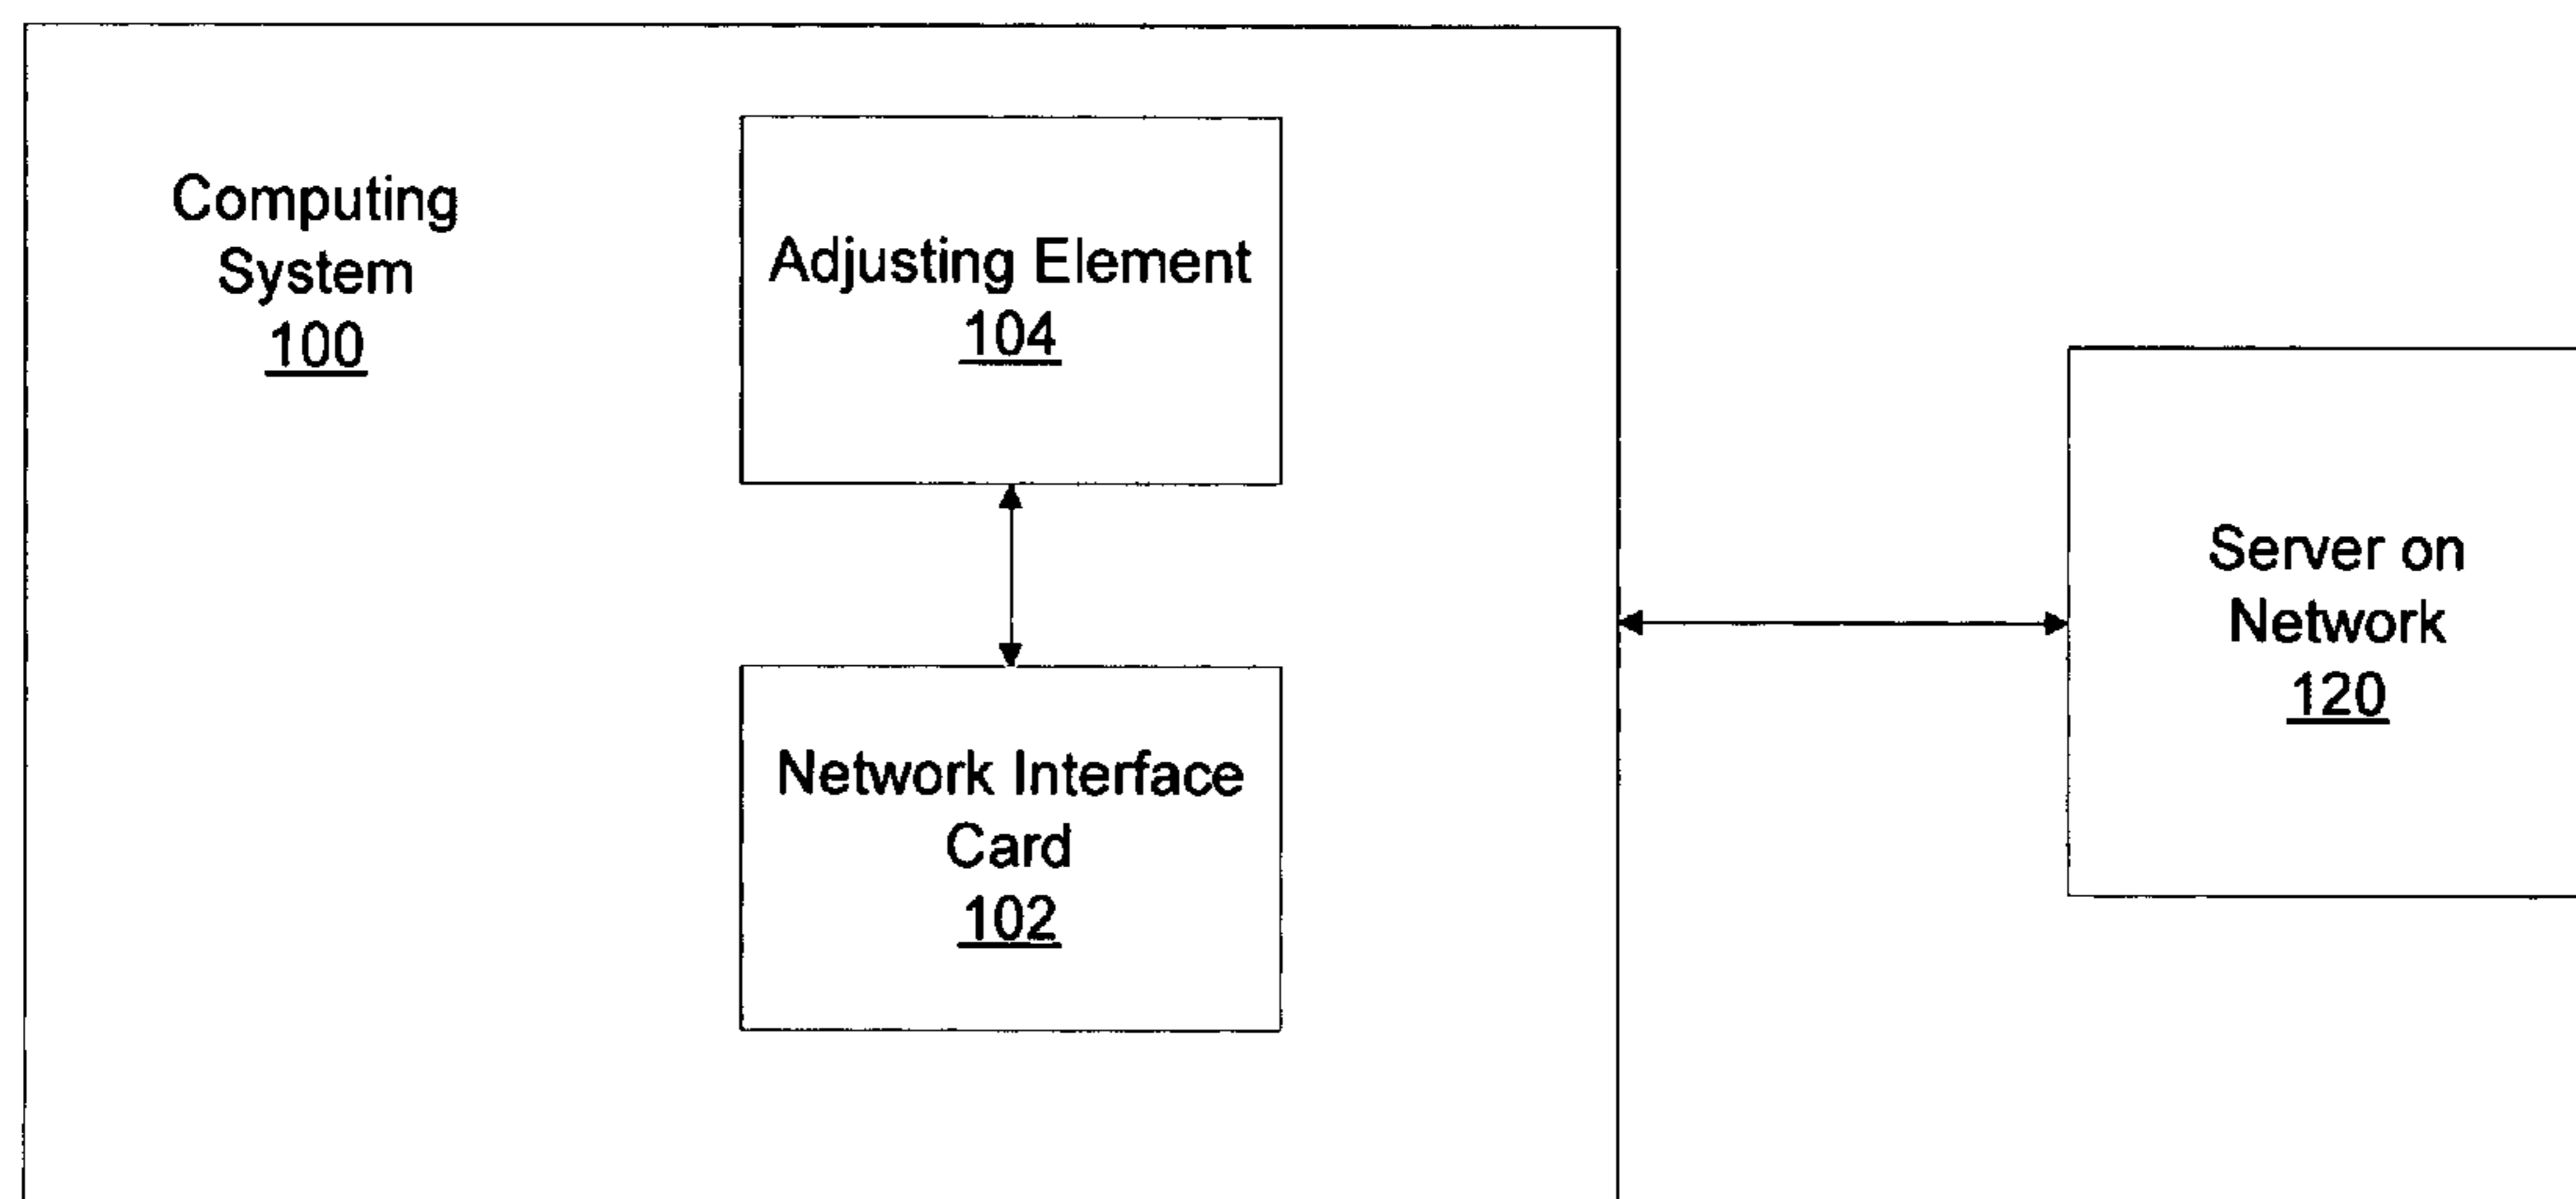 Computing
System
100
Adjusting Element
104
Network Interface
Card
102
Server on
Network
120